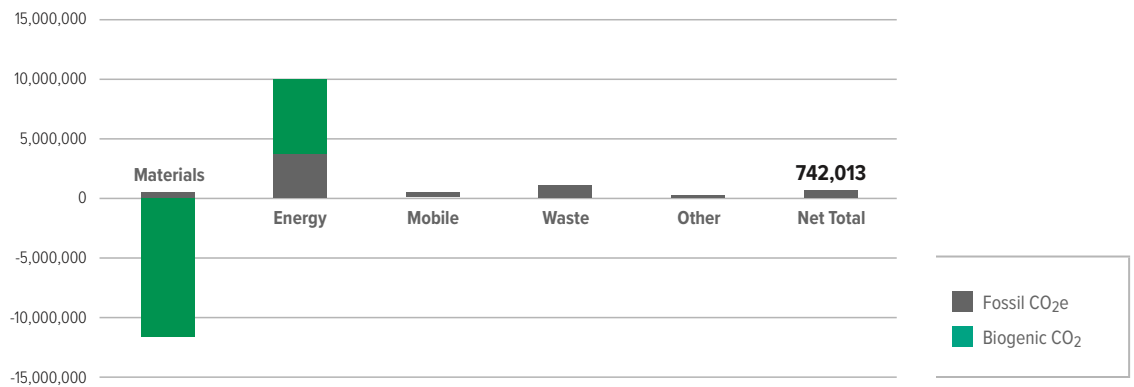 15,000,000
10,000,000
5,000,000
0
-5,000,000
-10,000,000
-15,000,000
Materials
Energy
Mobile
Waste
Other
742,013
Net Total
Fossil CO2e
Biogenic CO2